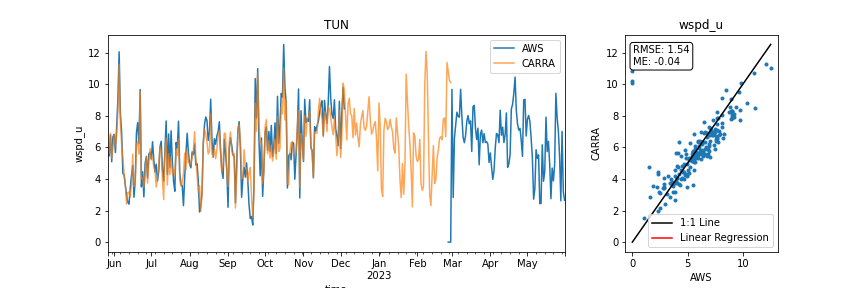 TUN
wspd_u
12
10
8
6
4
2
0
AWS
CARRA
Jun Jul Aug Sep Oct Nov Dec Jan Feb Mar Apr May
2023
time
wspd_u
CARRA
12
10
8
6
4
2
0
RMSE: 1.54
ME: -0.04
1:1 Line
Linear Regression
0 5 10
AWS